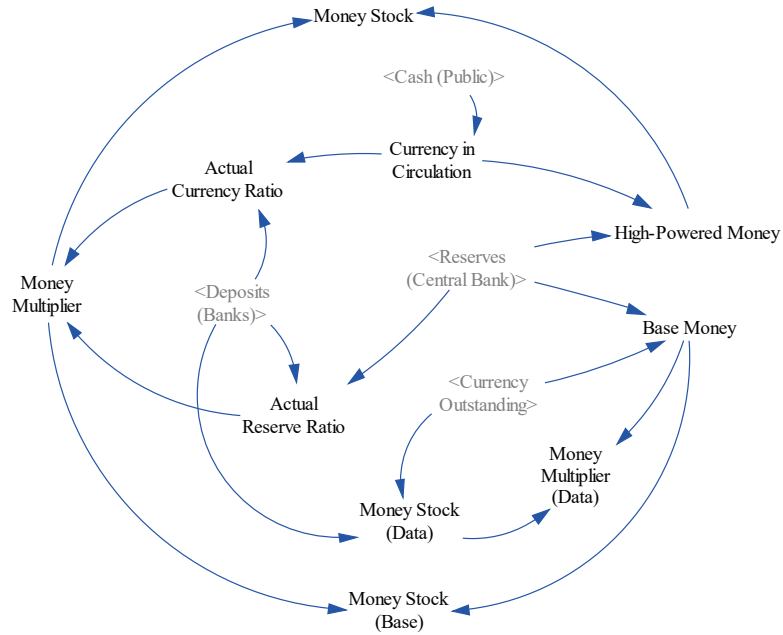 Money Stock
<Cash (Public)>
Currency in
Circulation
Actual
Currency Ratio
High-Powered Money
<Reserves
(Central Bank)>
Money
Multiplier
<Deposits
(Banks)>
Base Money
<Currency
Outstanding>
Actual
Reserve Ratio
Money
Multiplier
(Data)
Money Stock
(Data)
Money Stock
(Base)